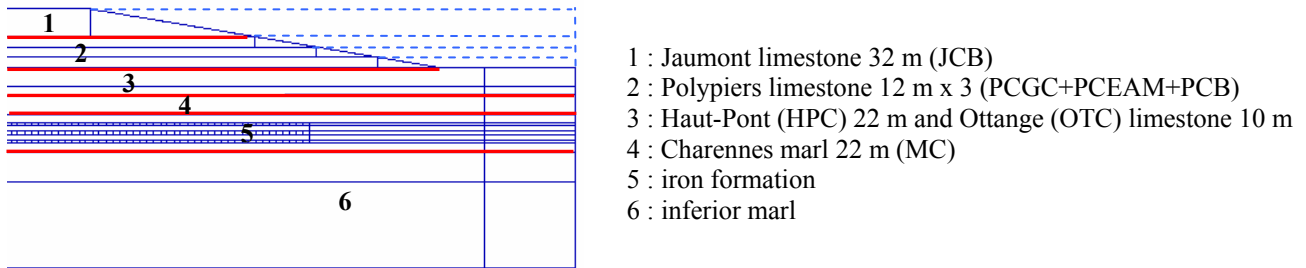 1
2
3
4
5
6
1 : Jaumont limestone 32 m (JCB)
2 : Polypiers limestone 12 m x 3 (PCGC+PCEAM+PCB)
3 : Haut-Pont (HPC) 22 m and Ottange (OTC) limestone 10 m
4 : Charennes marl 22 m (MC)
5 : iron formation
6 : inferior marl